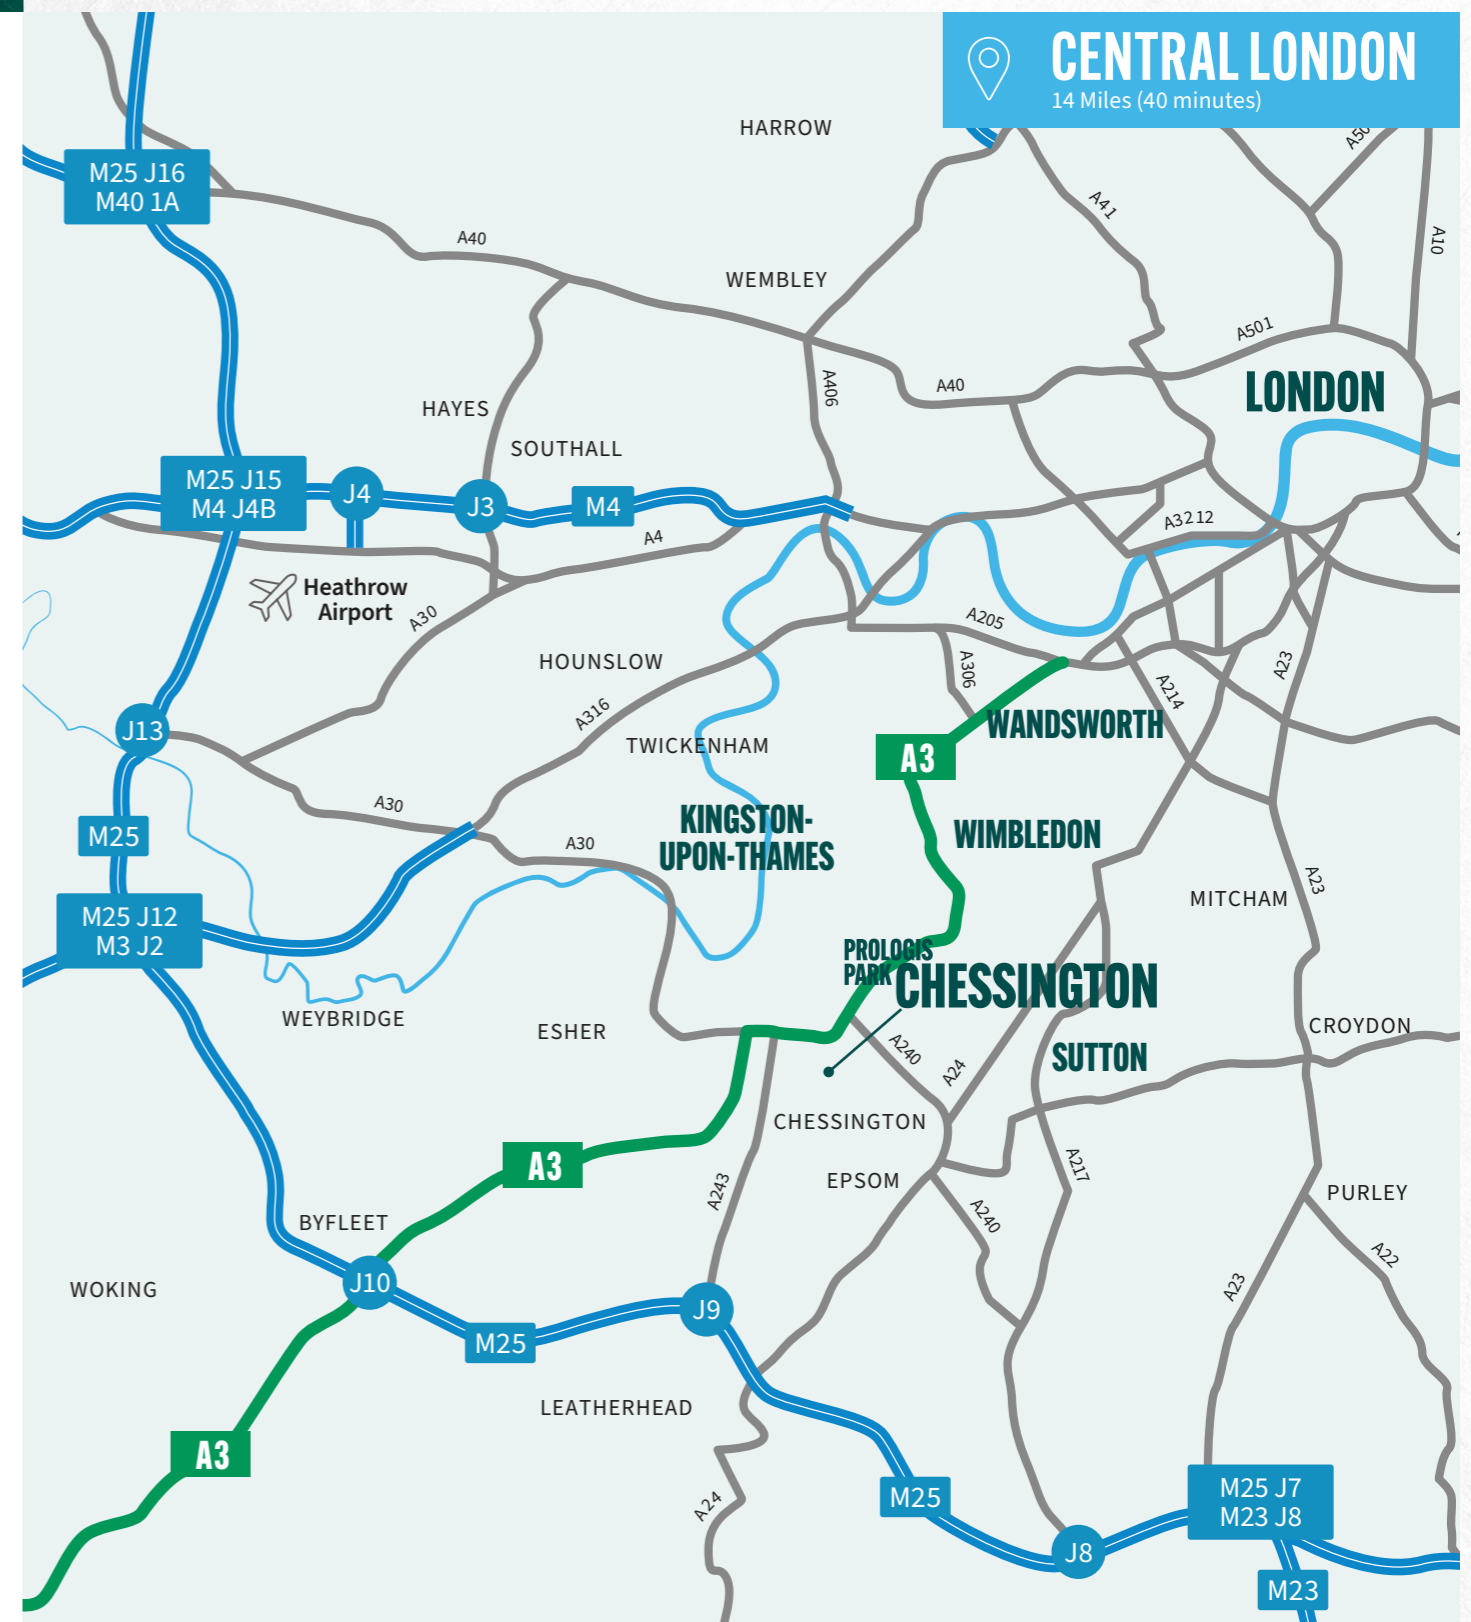 CENTRAL LONDON
14 Miles (40 minutes)
HARROW
A41
A10
M25 J16
M40 1A
A40
WEMBLEY
A501
A406
A40
LONDON
HAYES
SOUTHALL
M25 J15
M4 J4B
J4
J3
M4
A4
A3212
Heathrow
Airport
A30
A205
HOUNSLOW
A306
A23
A316
A214
WANDSWORTH
J13
TWICKENHAM
A3
A30
M25
A30
KINGSTON-
UPON-THAMES
WIMBLEDON
A23
MITCHAM
M25 J12
M3 J2
PROLOGIS
PARK
CHESSINGTON
WEYBRIDGE
ESHER
CROYDON
A240
A24
SUTTON
CHESSINGTON
A3
A217
EPSOM
A243
PURLEY
BYFLEET
A240
A22
WOKING
J10
A23
J9
M25
LEATHERHEAD
A3
M25
A24
M25 J7
M23 J8
J8
M23